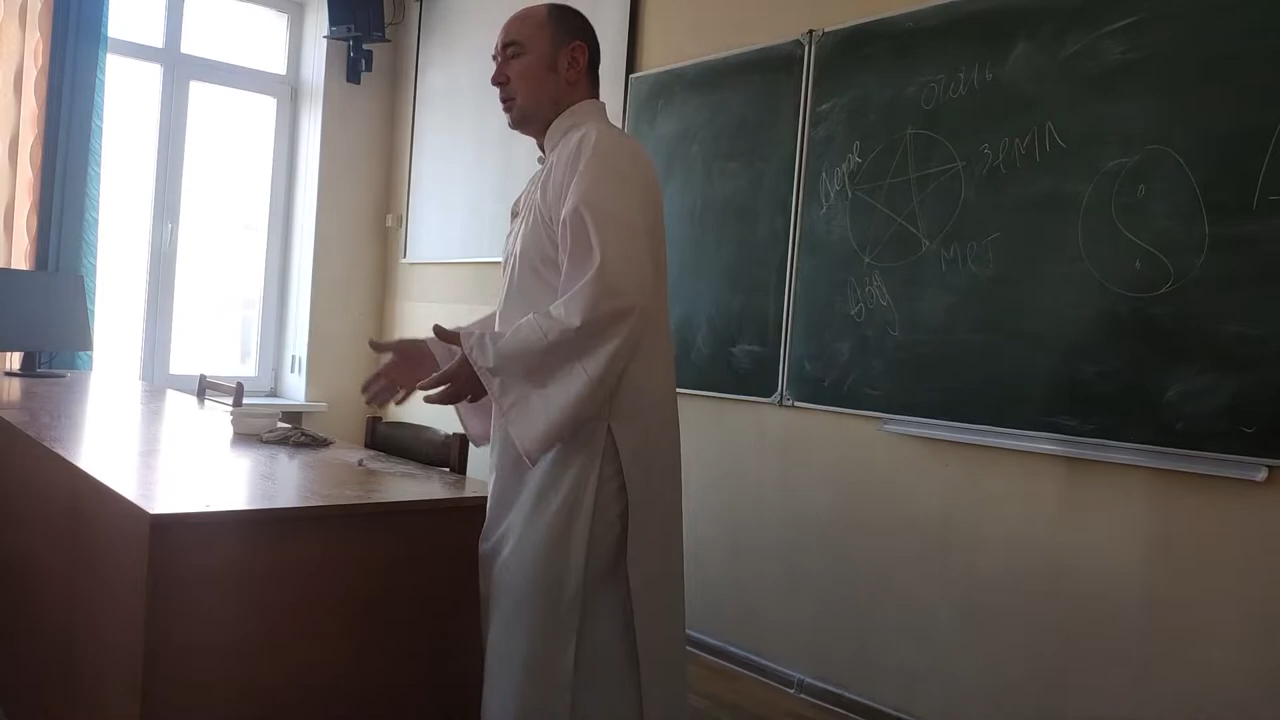 огонь
Дере
земл
мет
вод